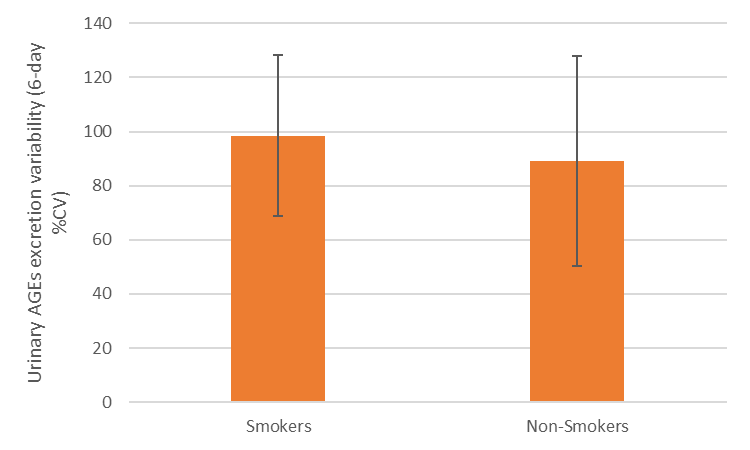 Urinary AGEs excretion variability (6-day
%CV)
140
120
100
80
60
40
20
0
Smokers
Non-Smokers